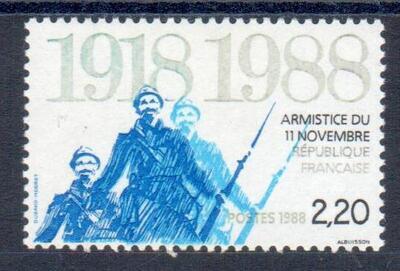 1918 1988
ARMISTICE DU
11 NOVEMBRE
RÉPUBLIQUE
FRANÇAISE
POSTES 1988 2,20
ALBUISSON